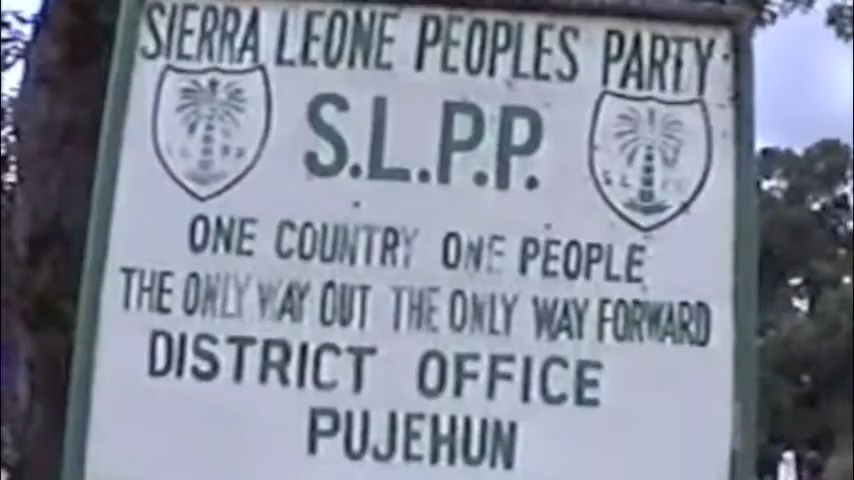 SIERRA LEONE PEOPLES PARTY
S.L.P.P.
ONE COUNTRY ONE PEOPLE
THE ONLY WAY OUT THE ONLY WAY FORWARD
DISTRICT OFFICE
PUJEHUN